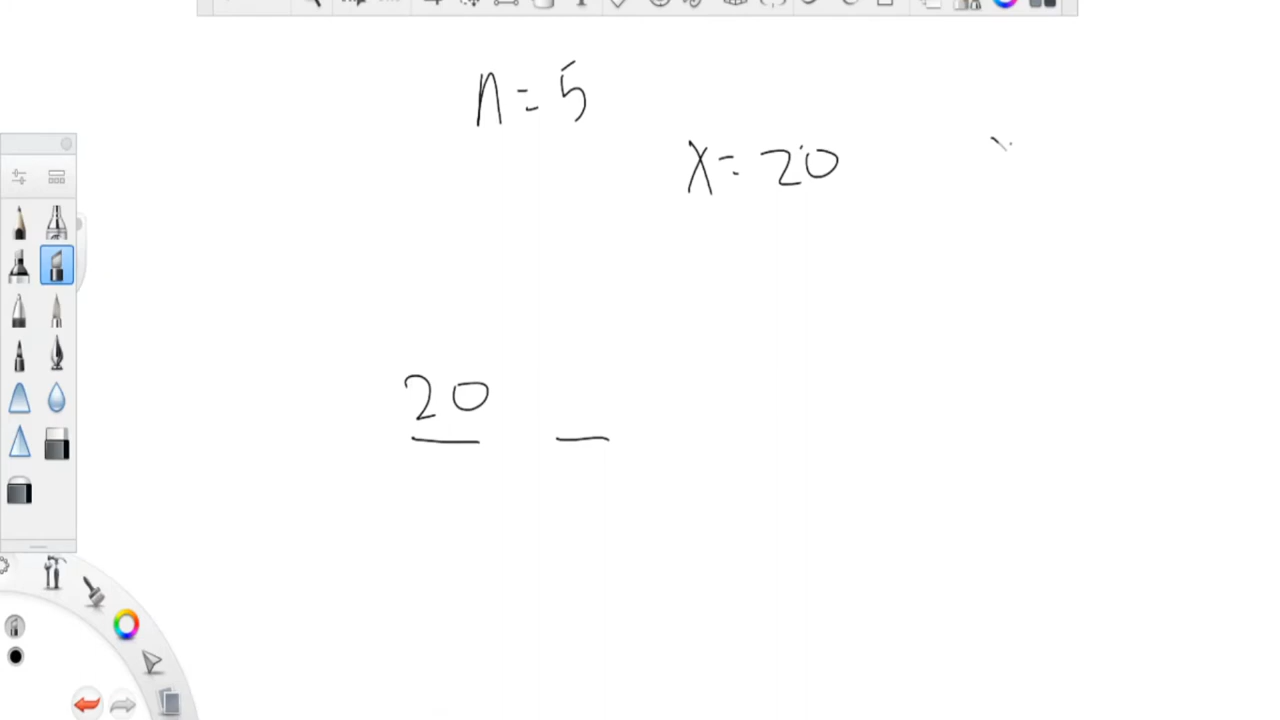 n = 5
x = 20
20